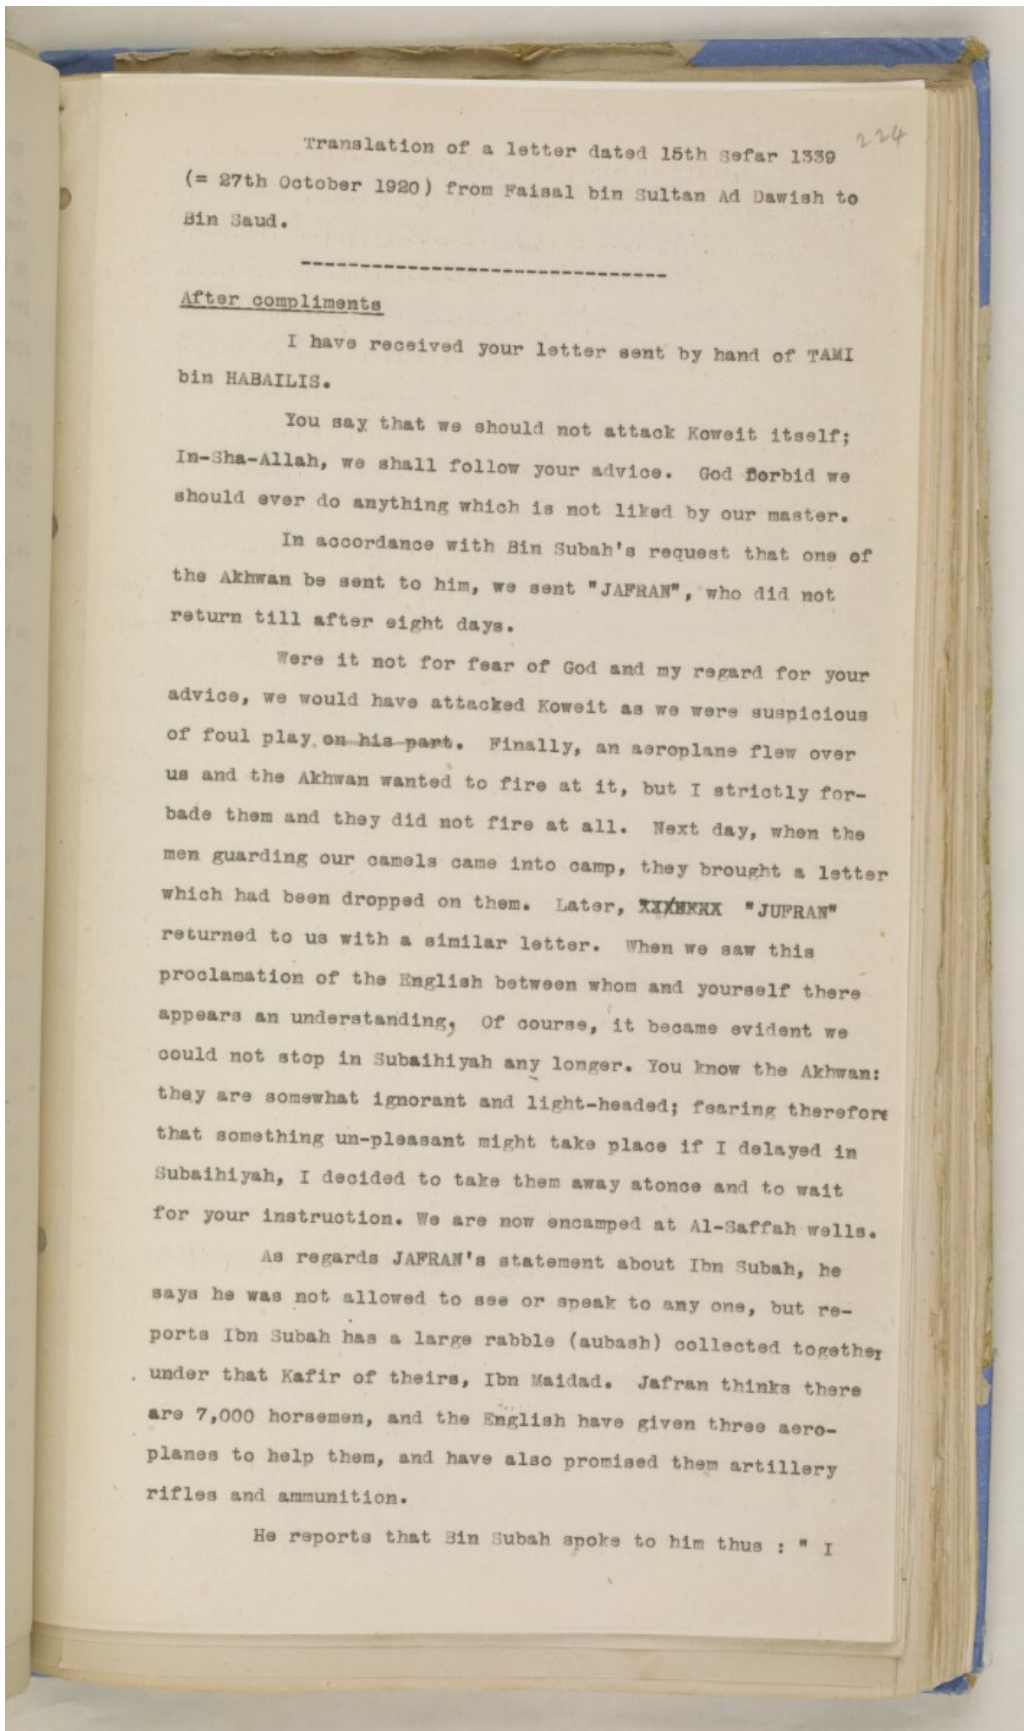 224
Translation of a letter dated 15th Sefar 1339
(= 27th October 1920) from Faisal bin Sultan Ad Dawish to
Bin Saud.
-------------------------------
After compliments
I have received your letter sent by hand of TAMI
bin HABAILIS.
You say that we should not attack Koweit itself;
In-Sha-Allah, we shall follow your advice. God forbid we
should ever do anything which is not liked by our master.
In accordance with Bin Subah's request that one of
the Akhwan be sent to him, we sent "JAFRAN", who did not
return till after eight days.
Were it not for fear of God and my regard for your
advice, we would have attacked Koweit as we were suspicious
of foul play on his part. Finally, an aeroplane flew over
us and the Akhwan wanted to fire at it, but I strictly for-
bade them and they did not fire at all. Next day, when the
men guarding our camels came into camp, they brought a letter
which had been dropped on them. Later, "JUFRAN"
returned to us with a similar letter. When we saw this
proclamation of the English between whom and yourself there
appears an understanding, Of course, it became evident we
could not stop in Subaihiyah any longer. You know the Akhwan:
they are somewhat ignorant and light-headed; fearing therefore
that something un-pleasant might take place if I delayed in
Subaihiyah, I decided to take them away atonce and to wait
for your instruction. We are now encamped at Al-Saffah wells.
As regards JAFRAN's statement about Ibn Subah, he
says he was not allowed to see or speak to any one, but re-
ports Ibn Subah has a large rabble (aubash) collected together
under that Kafir of theirs, Ibn Maidad. Jafran thinks there
are 7,000 horsemen, and the English have given three aero-
planes to help them, and have also promised them artillery
rifles and ammunition.
He reports that Bin Subah spoke to him thus : " I